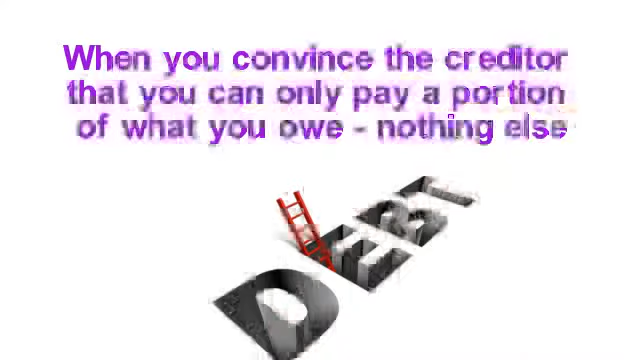 When you convince the creditor
that you can only pay a portion
of what you owe - nothing else
DEBT